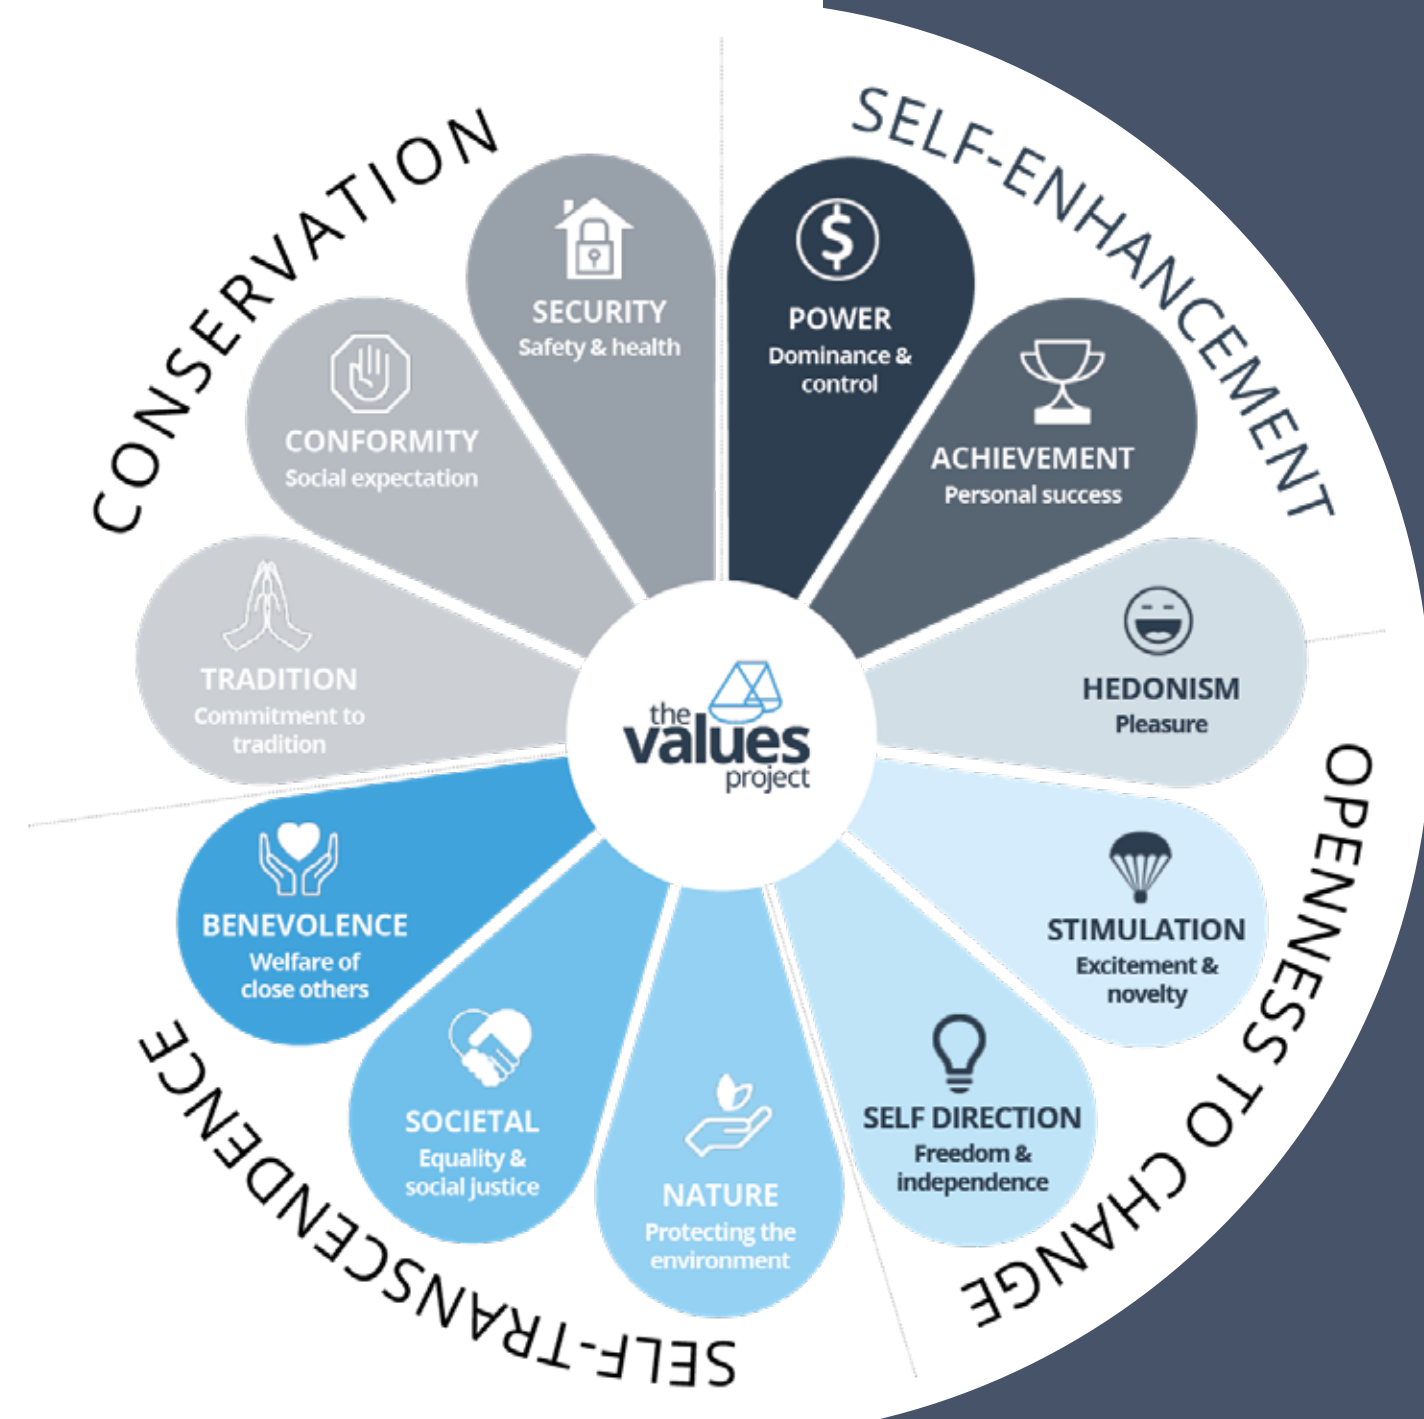 CONSERVATION
SELF-ENHANCEMENT
OPENNESS TO CHANGE
SELF-TRANSCENDENCE
SECURITY
Safety & health
POWER
Dominance &
control
CONFORMITY
Social expectation
ACHIEVEMENT
Personal success
TRADITION
Commitment to
tradition
HEDONISM
Pleasure
the
values
project
BENEVOLENCE
Welfare of
close others
STIMULATION
Excitement &
novelty
SOCIETAL
Equality &
social justice
SELF DIRECTION
Freedom &
independence
NATURE
Protecting the
environment